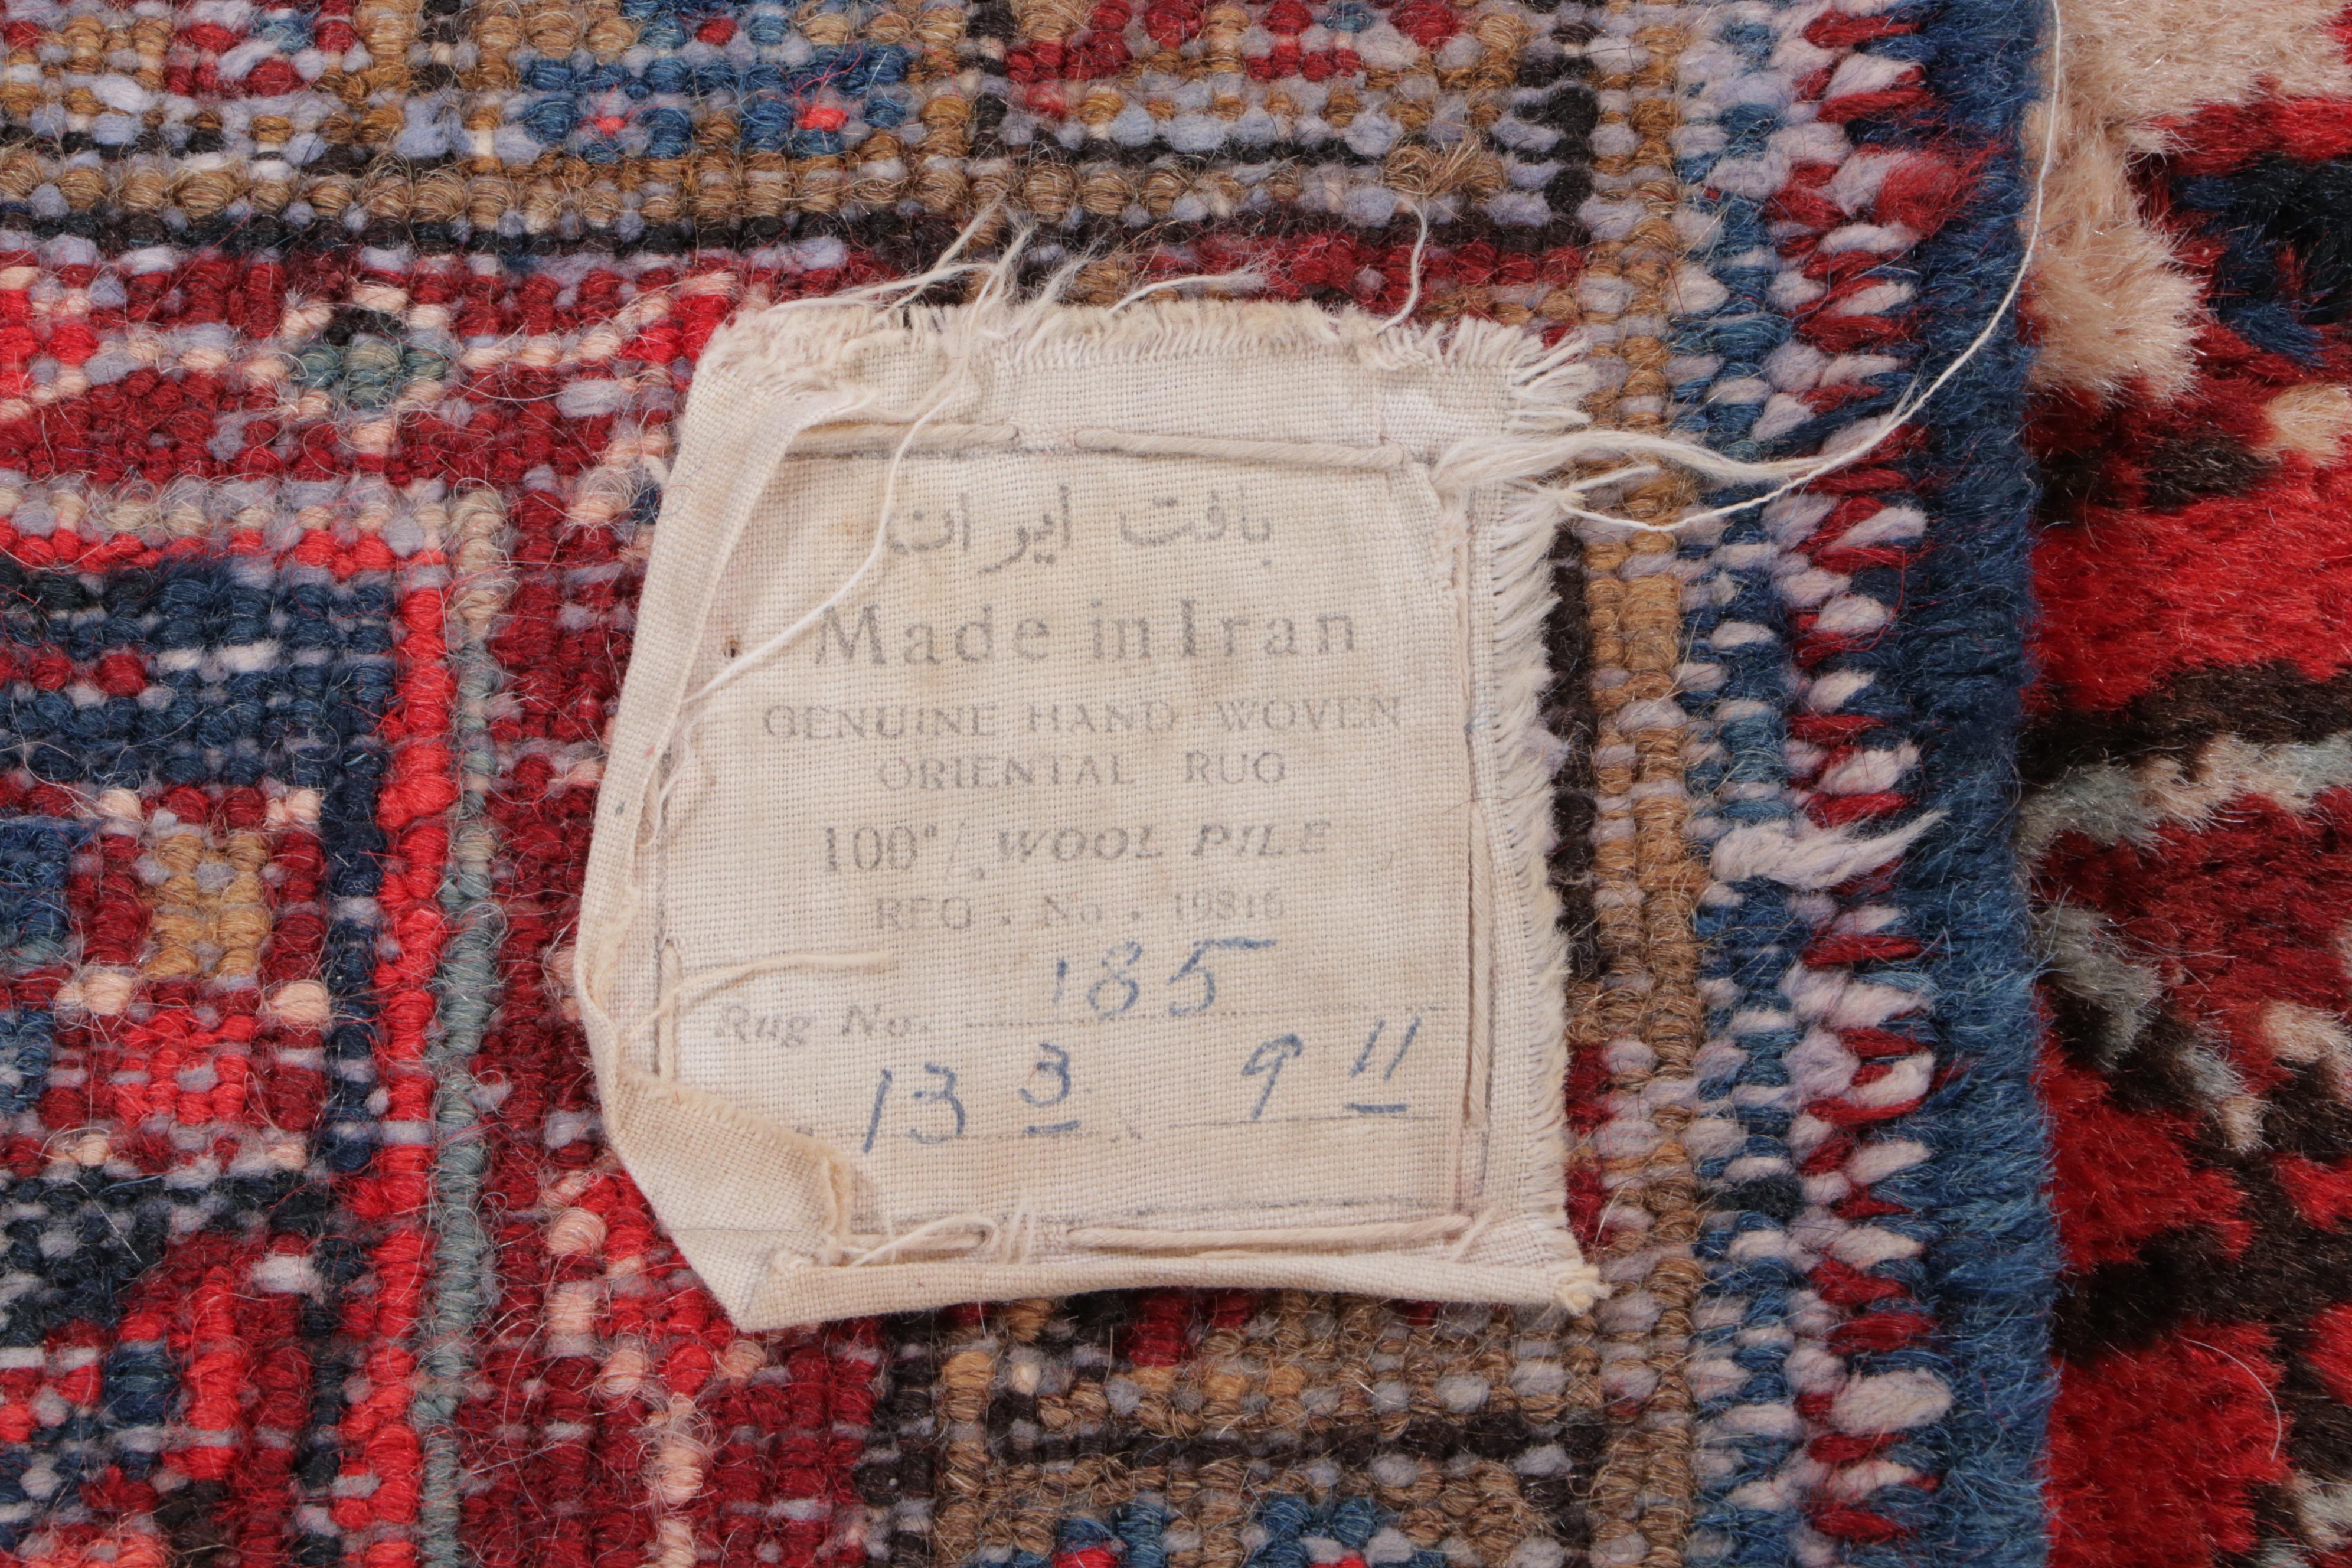 بافت ایران
Made in Iran
GENUINE HAND WOVEN
ORIENTAL RUG
100% WOOL PILE
REG. No. 19816
Rug No. 185
13 3 x 9 11